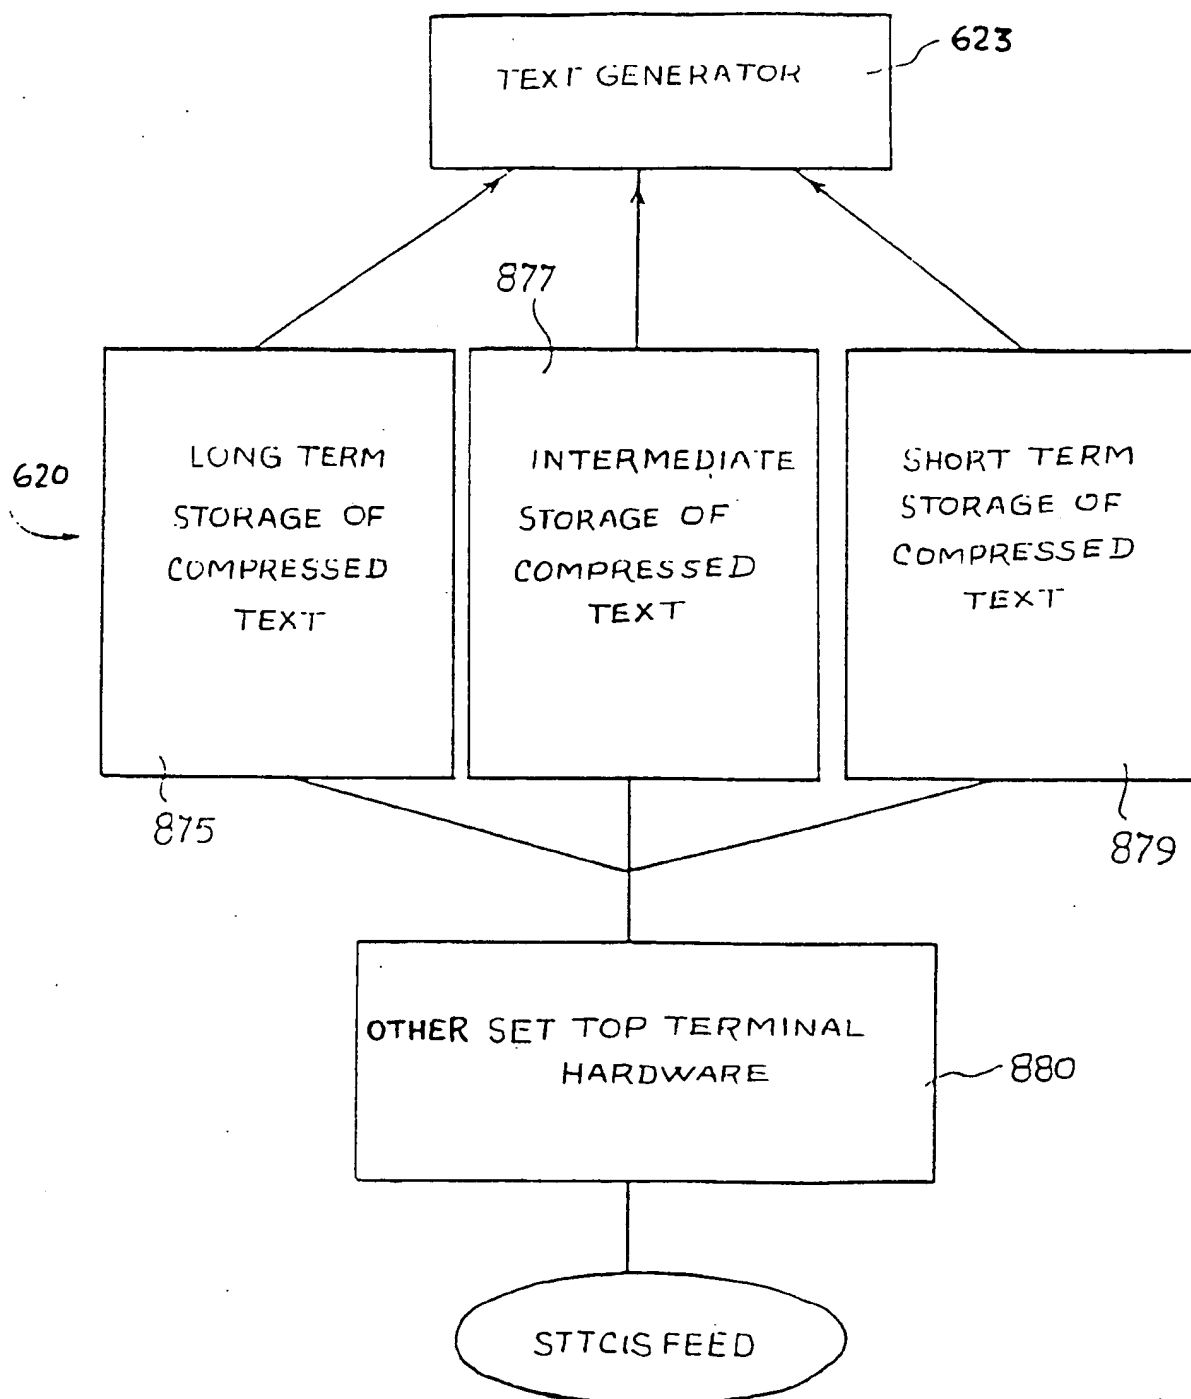 623
TEXT GENERATOR
877
620
LONG TERM
STORAGE OF
COMPRESSED
TEXT
INTERMEDIATE
STORAGE OF
COMPRESSED
TEXT
SHORT TERM
STORAGE OF
COMPRESSED
TEXT
875
879
OTHER SET TOP TERMINAL
HARDWARE
880
STTCIS FEED